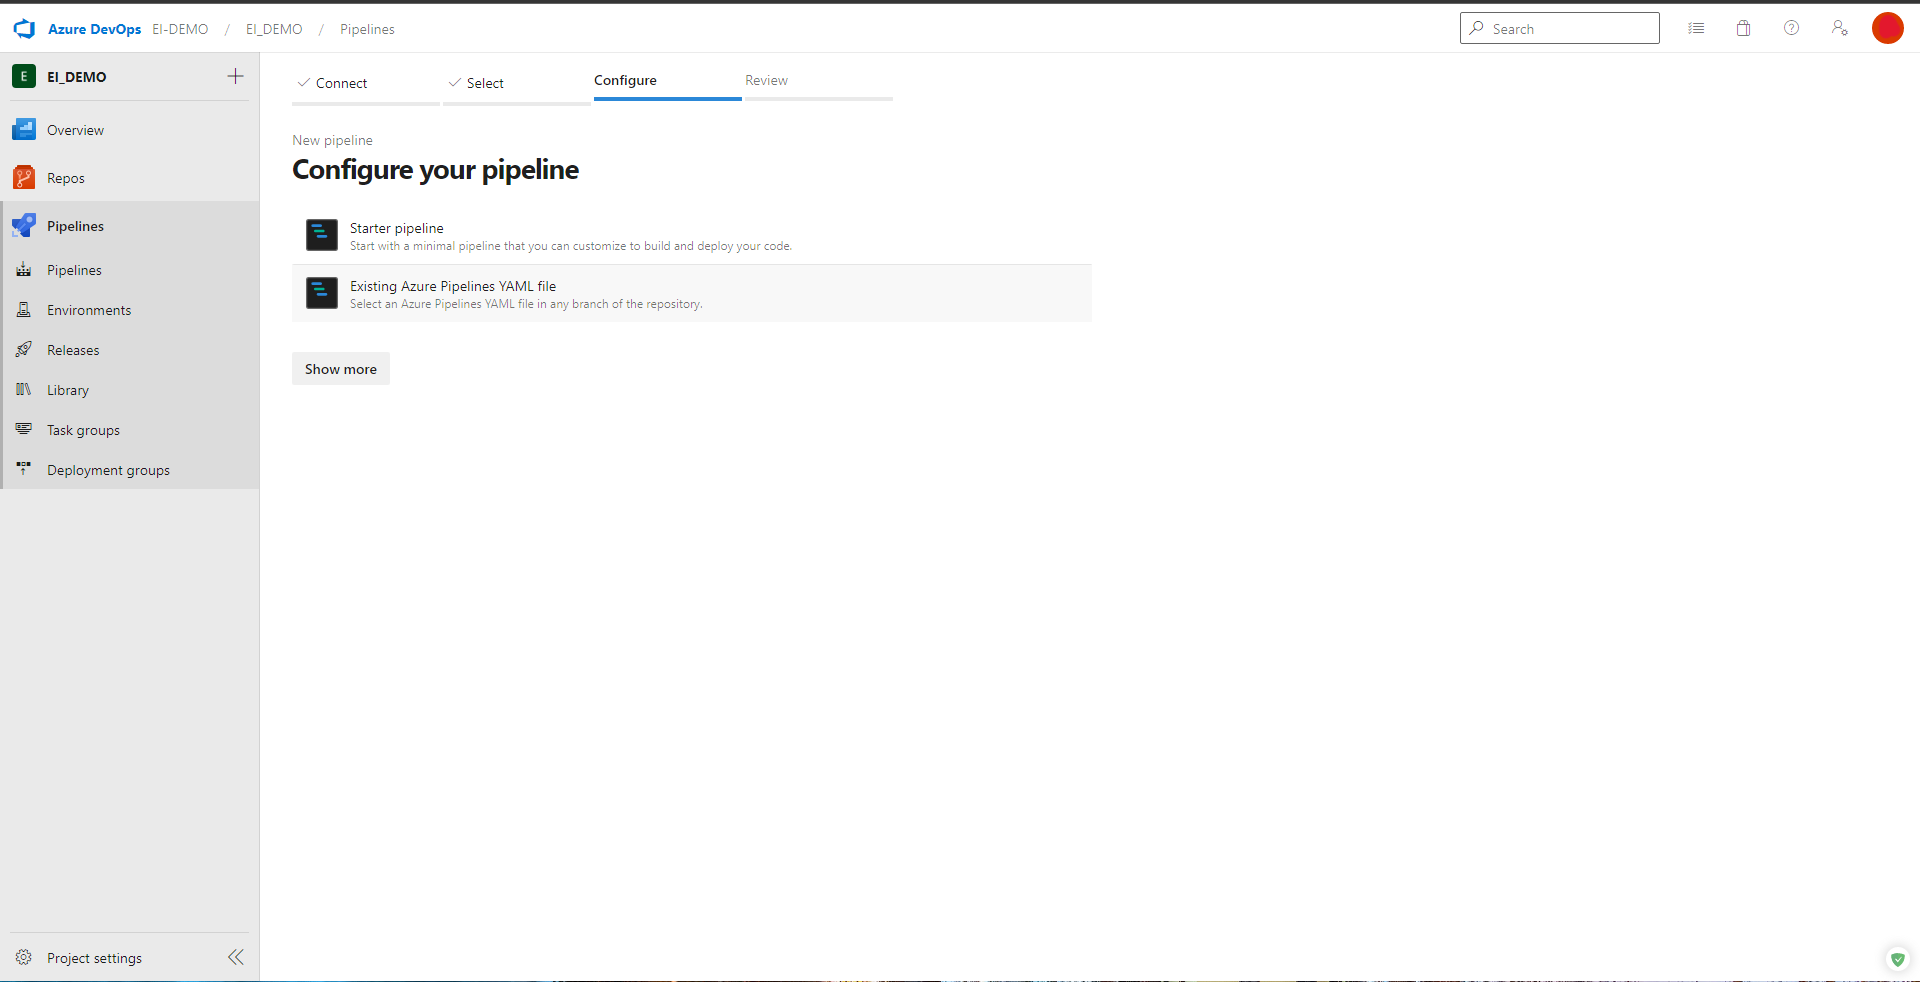 Azure DevOps EI-DEMO / EI_DEMO / Pipelines
Search
E EI_DEMO
Overview
Repos
Pipelines
Pipelines
Environments
Releases
Library
Task groups
Deployment groups
Project settings
Connect Select Configure Review
New pipeline
Configure your pipeline
Starter pipeline
Start with a minimal pipeline that you can customize to build and deploy your code.
Existing Azure Pipelines YAML file
Select an Azure Pipelines YAML file in any branch of the repository.
Show more